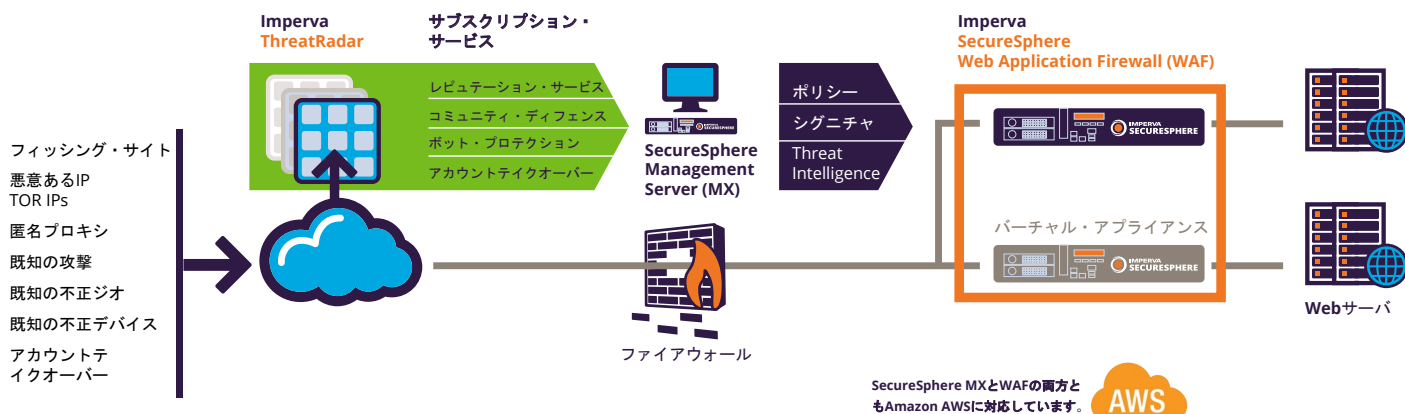 Imperva
ThreatRadar
サブスクリプション・
サービス
レピュテーション・サービス
コミュニティ・ディフェンス
ボット・プロテクション
アカウントテイクオーバー
フィッシング・サイト
悪意あるIP
TOR IPs
匿名プロキシ
既知の攻撃
既知の不正ジオ
既知の不正デバイス
アカウントテ
イクオーバー
IMPERVA
SECURESPHERE
SecureSphere
Management
Server (MX)
ポリシー
シグニチャ
Threat
Intelligence
ファイアウォール
Imperva
SecureSphere
Web Application Firewall (WAF)
IMPERVA
SECURESPHERE
バーチャル・アプライアンス
IMPERVA
SECURESPHERE
Webサーバ
SecureSphere MXとWAFの両方と
もAmazon AWSに対応しています。
AWS